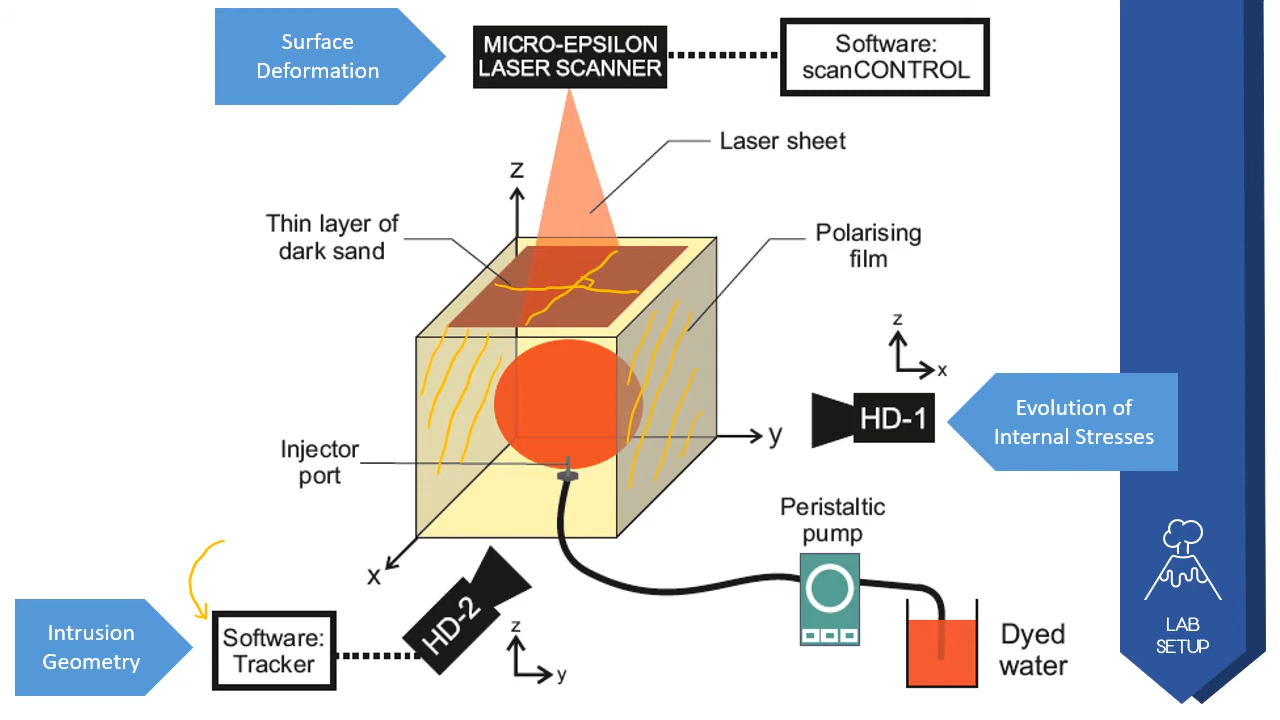 Surface
Deformation
MICRO-EPSILON
LASER SCANNER
Software:
scanCONTROL
Laser sheet
z
Thin layer of
dark sand
Polarising
film
z
x
HD-1
Evolution of
Internal Stresses
y
Injector
port
Peristaltic
pump
x
Intrusion
Geometry
Software:
Tracker
HD-2
z
y
Dyed
water
LAB
SETUP